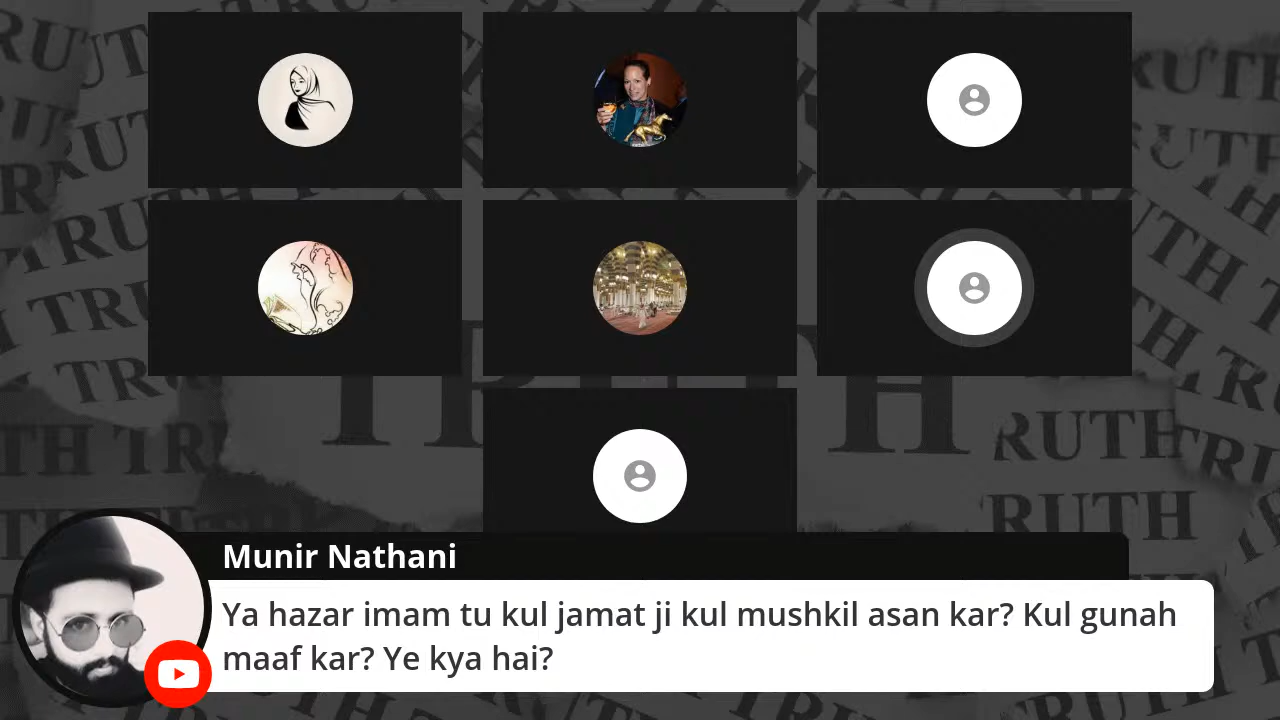 TRUTH
Munir Nathani
Ya hazar imam tu kul jamat ji kul mushkil asan kar? Kul gunah
maaf kar? Ye kya hai?